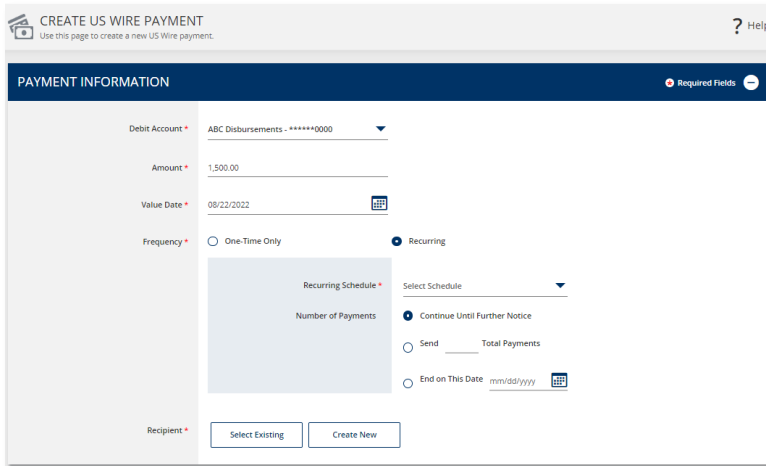 CREATE US WIRE PAYMENT
Use this page to create a new US Wire payment.
? Help
PAYMENT INFORMATION
* Required Fields
Debit Account * ABC Disbursements - ******0000
Amount * 1,500.00
Value Date * 08/22/2022
Frequency * One-Time Only Recurring
Recurring Schedule * Select Schedule
Number of Payments Continue Until Further Notice
Send Total Payments
End on This Date mm/dd/yyyy
Recipient * Select Existing Create New